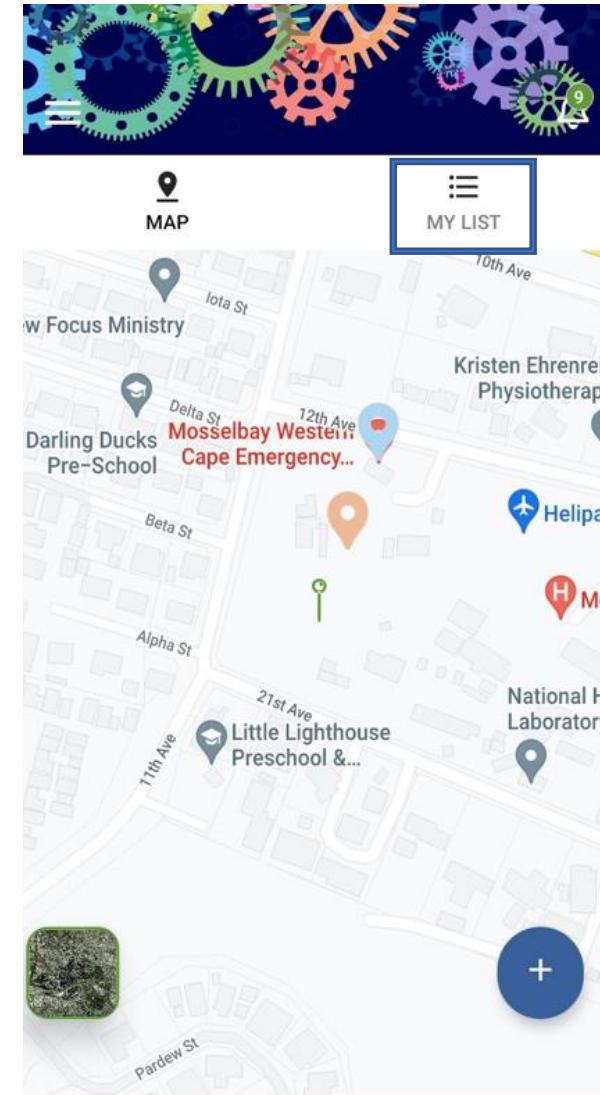 9
MAP
MY LIST
10th Ave
Iota St
w Focus Ministry
Kristen Ehrenrei
Physiotherap
Delta St
12th Ave
Darling Ducks
Pre-School
Mosselbay Western
Cape Emergency...
Beta St
Helipa
H
M
Alpha St
21st Ave
National H
Laborator
Little Lighthouse
Preschool &...
11th Ave
+
Pardew St